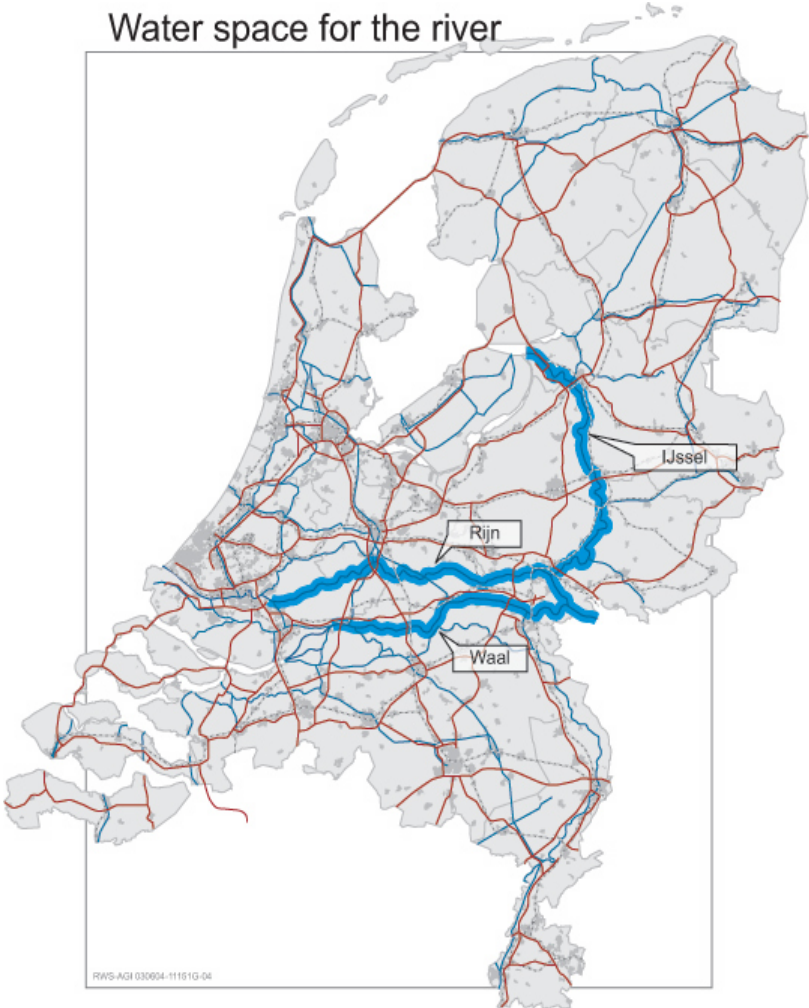 Water space for the river
IJssel
Rijn
Waal
RWS-AGI 030604-11161G-04